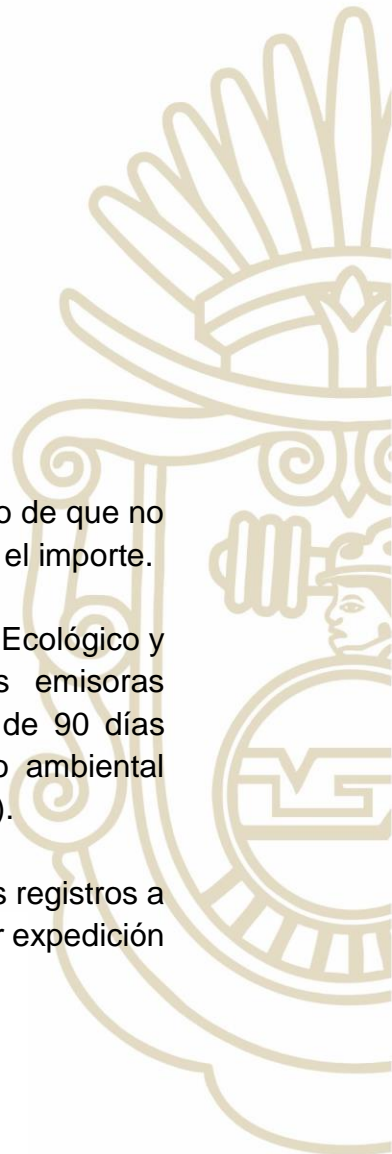 o de que no
el importe.
Ecológico y
s emisoras
de 90 días
o ambiental
).
s registros a
r expedición